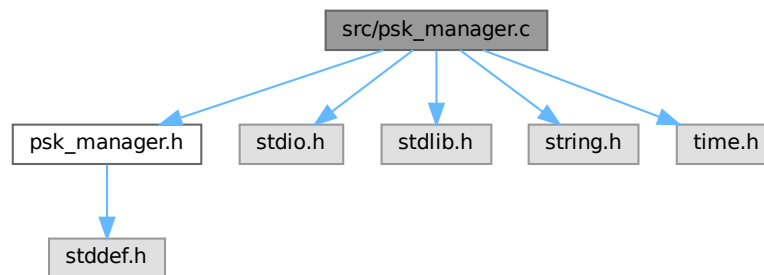 src/psk_manager.c
psk_manager.h
stdio.h
stdlib.h
string.h
time.h
stddef.h